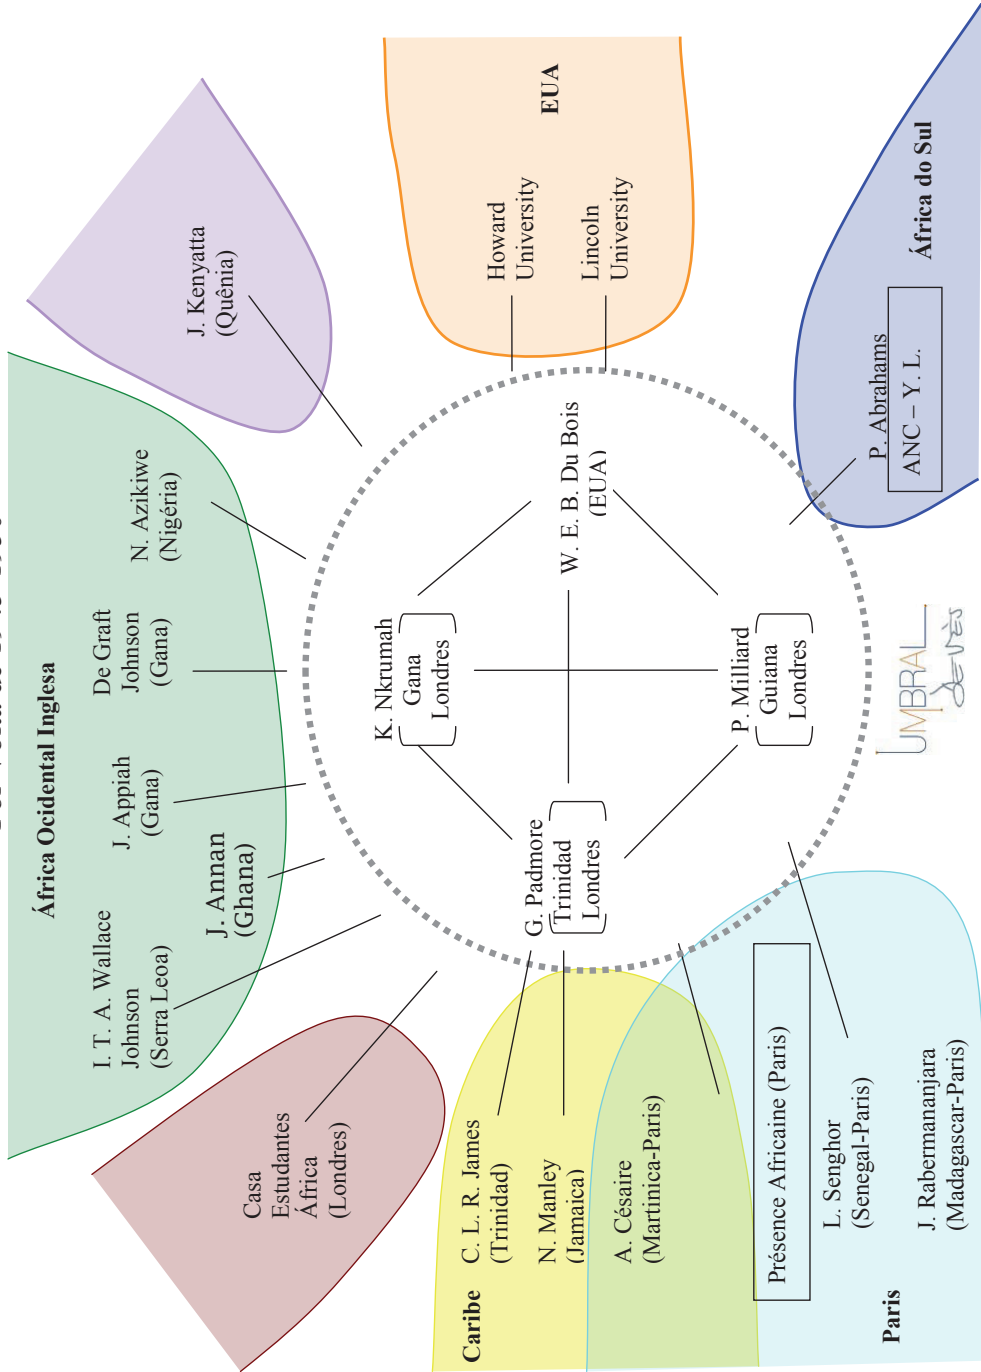 África Ocidental Inglesa
I. T. A. Wallace
Johnson
(Serra Leoa)
J. Annan
(Ghana)
J. Appiah
(Gana)
De Graft
Johnson
(Gana)
N. Azikiwe
(Nigéria)
J. Kenyatta
(Quênia)
Casa
Estudantes
África
(Londres)
Caribe
C. L. R. James
(Trinidad)
N. Manley
(Jamaica)
A. Césaire
(Martinica-Paris)
K. Nkrumah
Gana
Londres
G. Padmore
Trinidad
Londres
W. E. B. Du Bois
(EUA)
P. Milliard
Guiana
Londres
EUA
Howard
University
Lincoln
University
Présence Africaine (Paris)
L. Senghor
(Senegal-Paris)
J. Rabermananjara
(Madagascar-Paris)
Paris
África do Sul
P. Abrahams
ANC – Y. L.
UMBRAL
DEVÉS